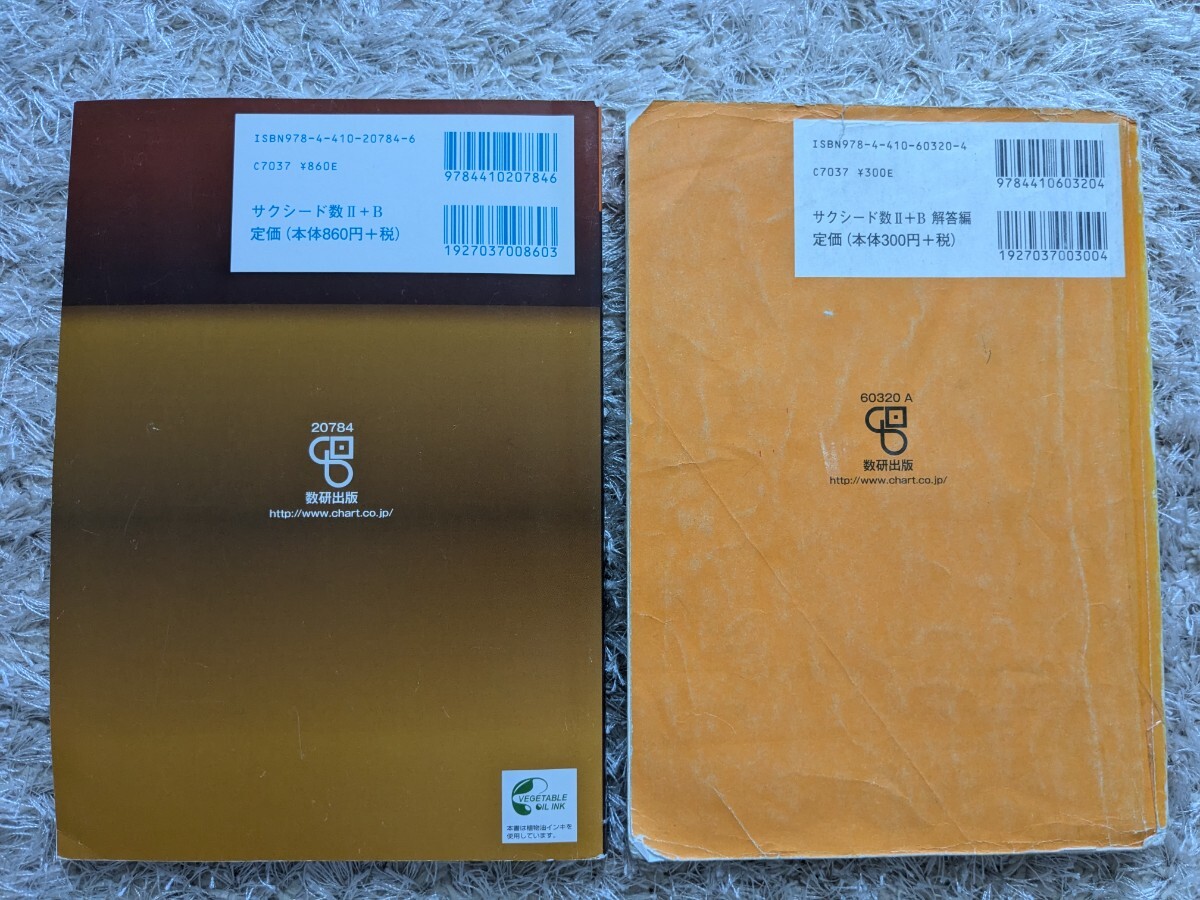 ISBN978-4-410-20784-6
C7037 ¥860E
9784410207846
サクシード数Ⅱ+B
定価(本体860円+税)
1927037008603
20784
数研出版
http://www.chart.co.jp/
VEGETABLE
OIL INK
本書は植物油インキを
使用しています。
ISBN978-4-410-60320-4
C7037 ¥300E
9784410603204
サクシード数Ⅱ+B 解答編
定価(本体300円+税)
1927037003004
60320 A
数研出版
http://www.chart.co.jp/